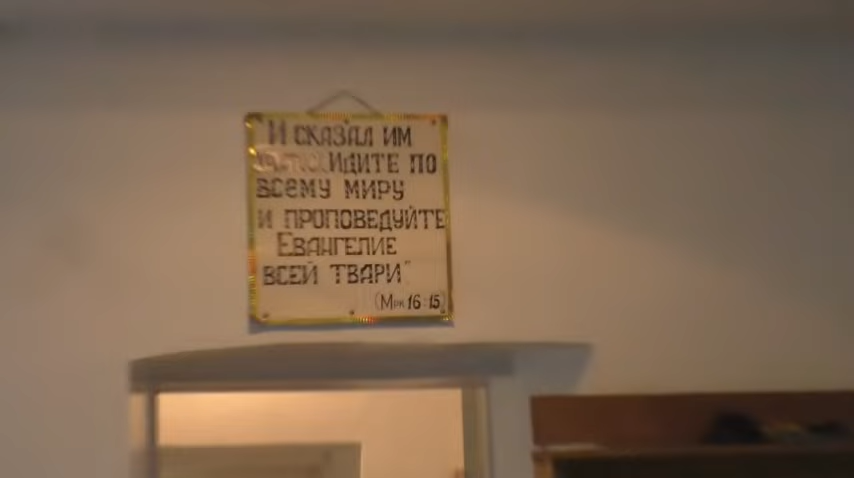 И СКАЗАЛ ИМ
ИДИТЕ ПО
ВСЕМУ МИРУ
И ПРОПОВЕДУЙТЕ
ЕВАНГЕЛИЕ
ВСЕЙ ТВАРИ"
(Мрк 16:15)